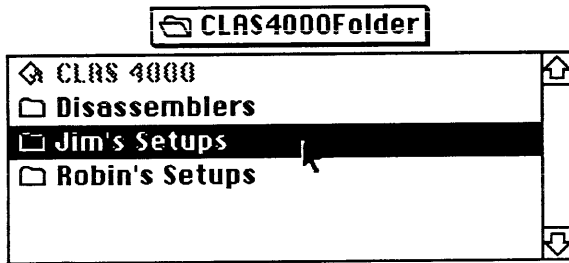 CLAS4000Folder
CLAS 4000
Disassemblers
Jim's Setups
Robin's Setups